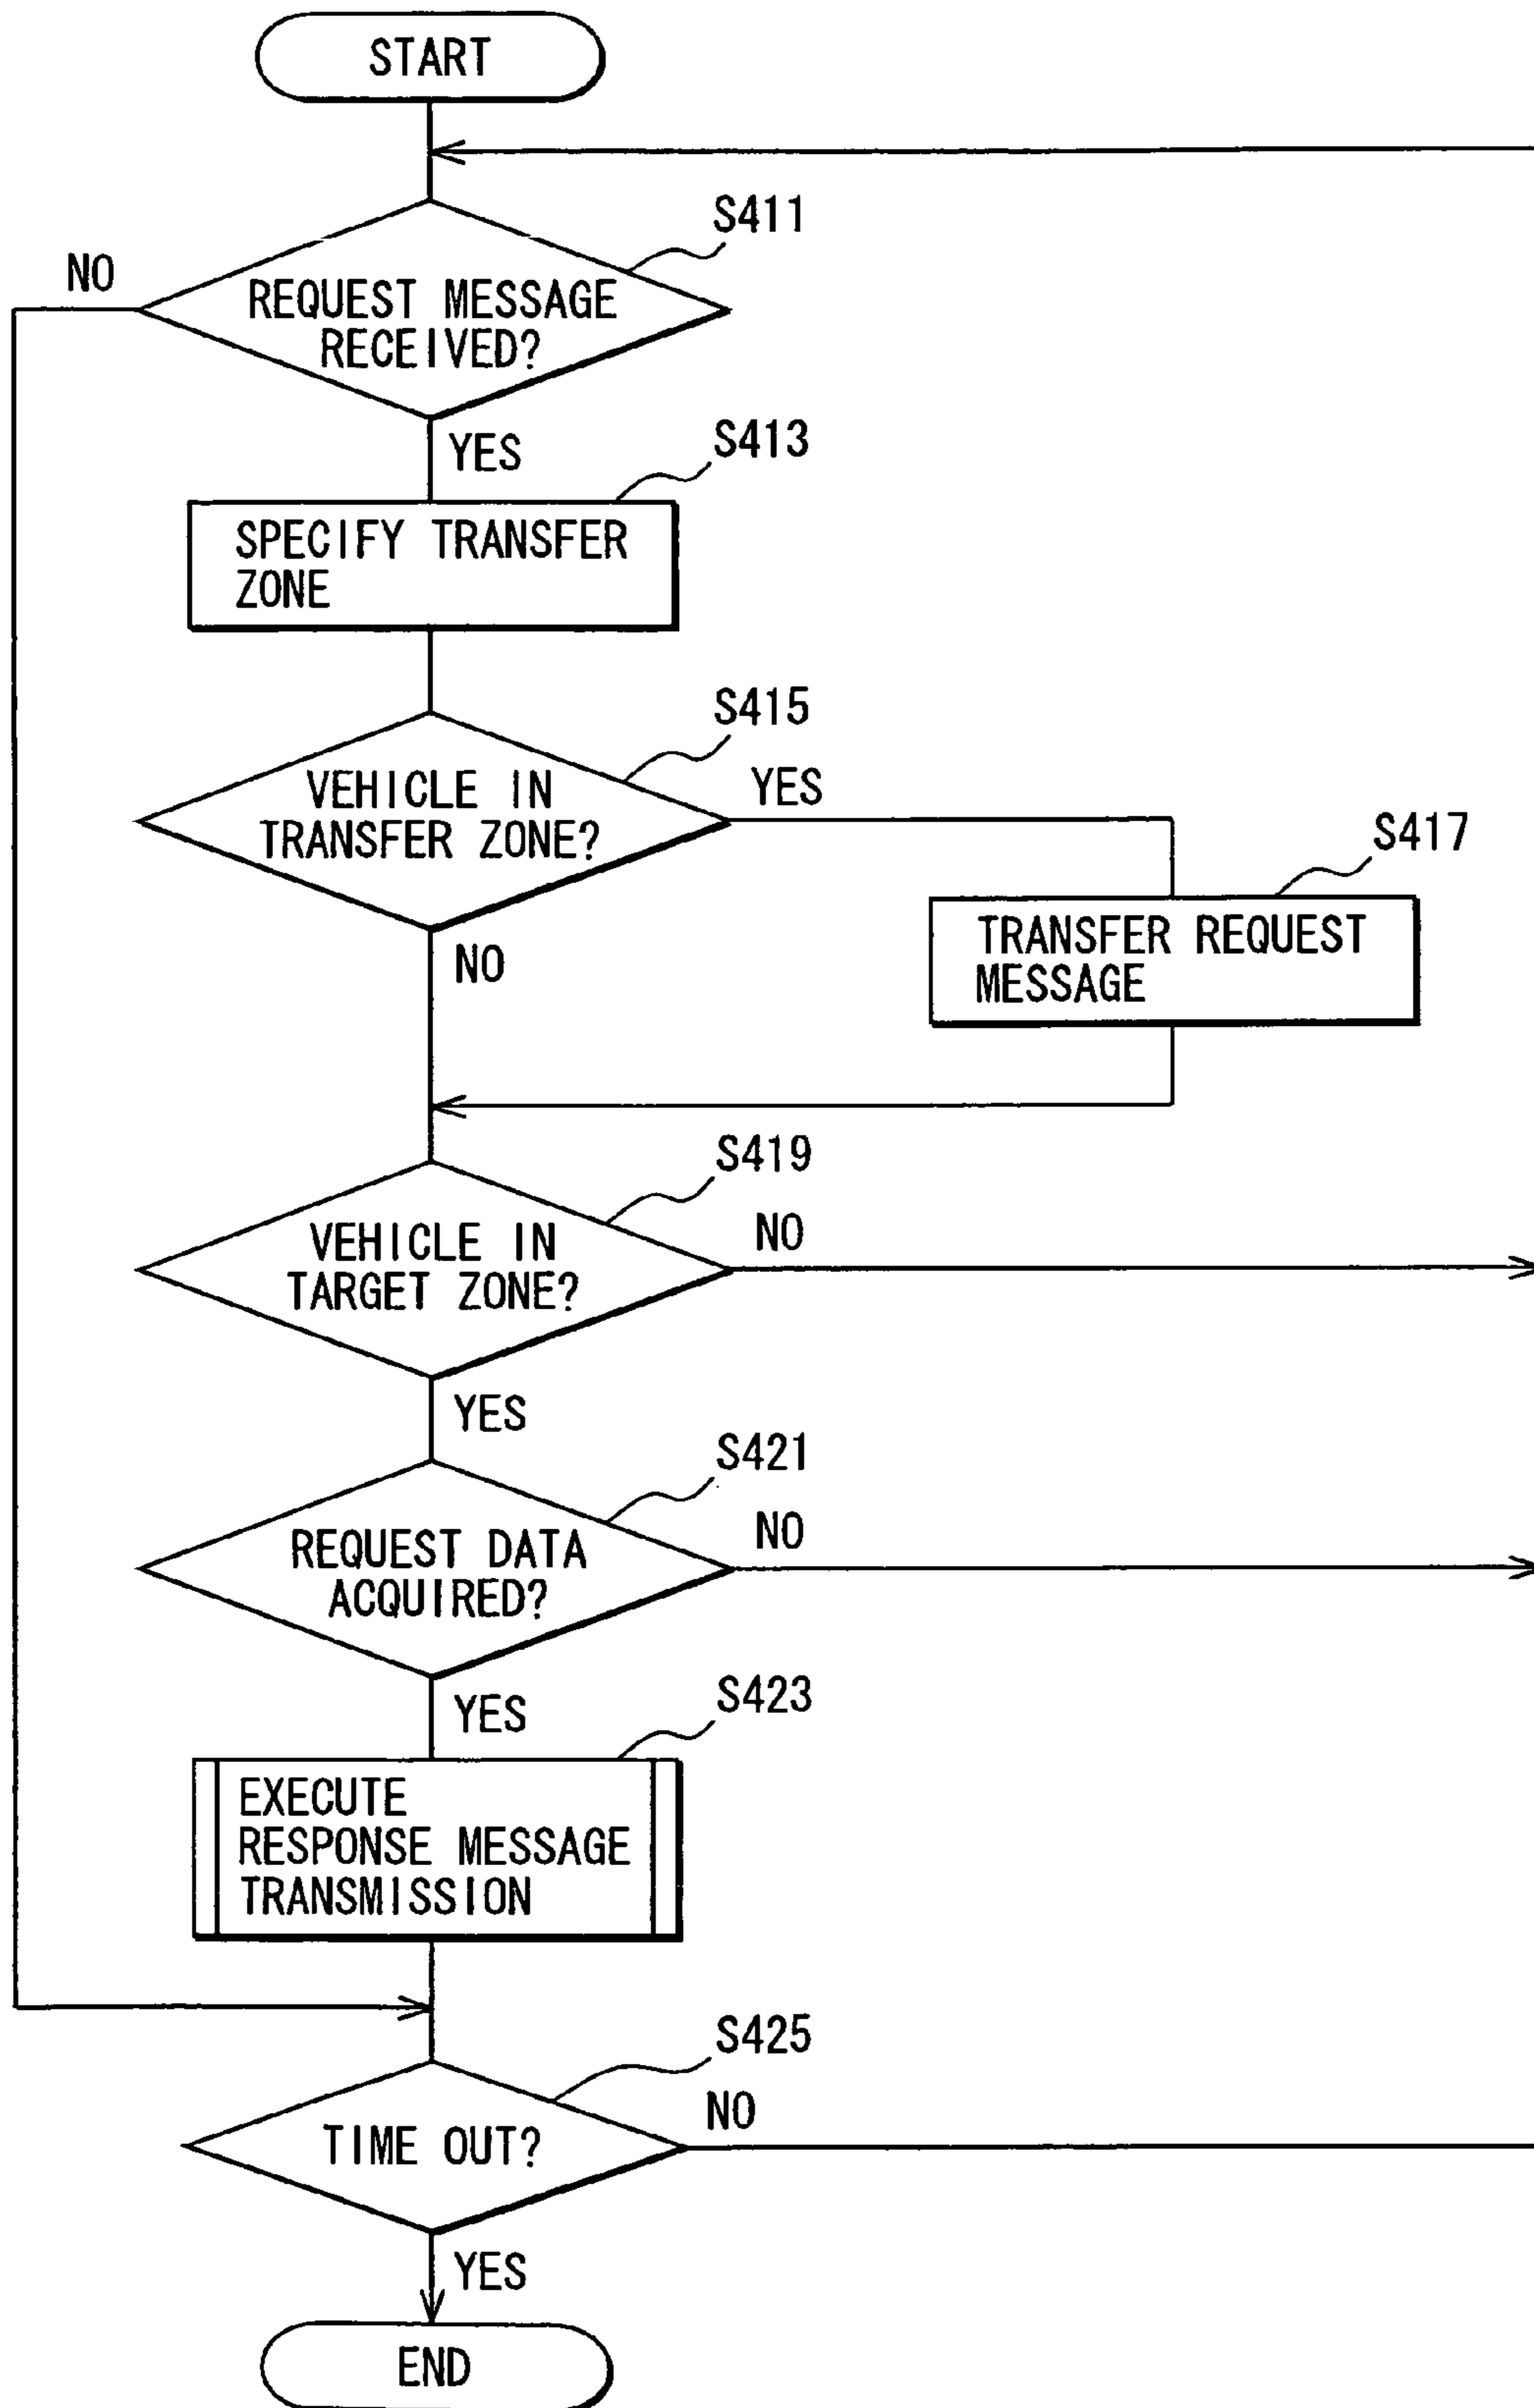 START
S411
NO
REQUEST MESSAGE
RECEIVED?
YES
S413
SPECIFY TRANSFER
ZONE
S415
VEHICLE IN
TRANSFER ZONE?
YES
S417
TRANSFER REQUEST
MESSAGE
NO
S419
VEHICLE IN
TARGET ZONE?
NO
YES
S421
REQUEST DATA
ACQUIRED?
NO
YES
S423
EXECUTE
RESPONSE MESSAGE
TRANSMISSION
S425
TIME OUT?
NO
YES
END